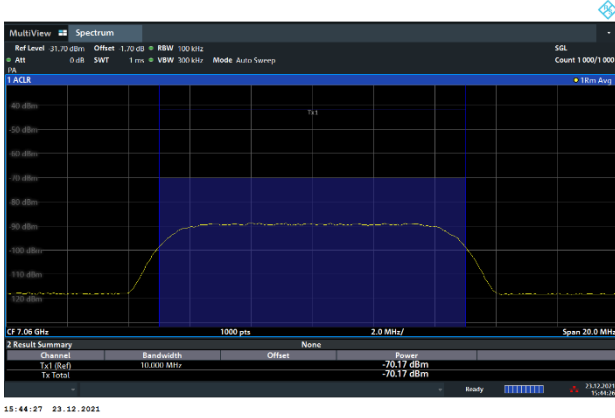 MultiView Spectrum
Ref Level -31.70 dBm Offset -1.70 dB RBW 100 kHz SGL
Att 0 dB SWT 1 ms VBW 300 kHz Mode Auto Sweep Count 1000/1000
PA
1 ACLR 1Rm Avg
-40 dBm
Tx1
-50 dBm
-60 dBm
-70 dBm
-80 dBm
-90 dBm
-100 dBm
-110 dBm
-120 dBm
CF 7.06 GHz 1000 pts 2.0 MHz/ Span 20.0 MHz
2 Result Summary None
Channel Bandwidth Offset Power
Tx1 (Ref) 10.000 MHz -70.17 dBm
Tx Total -70.17 dBm
Ready 23.12.2021
15:44:26
15:44:27 23.12.2021